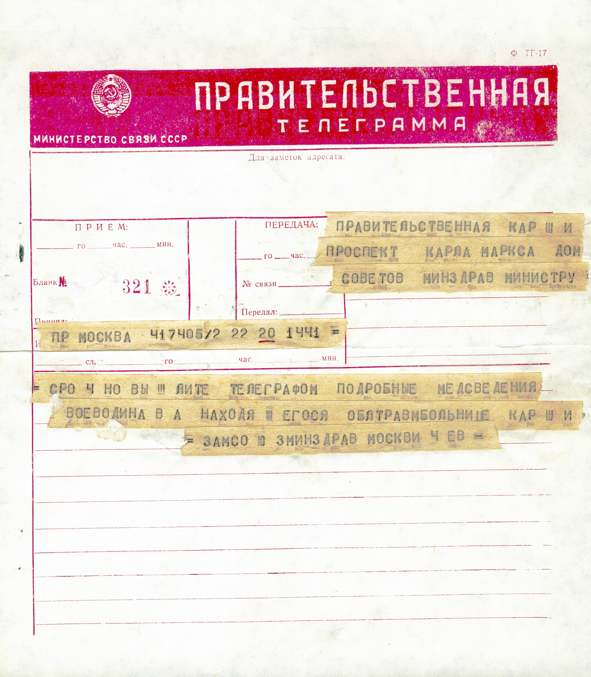 Ф. ТГ-17
ПРАВИТЕЛЬСТВЕННАЯ
ТЕЛЕГРАММА
МИНИСТЕРСТВО СВЯЗИ СССР
Для заметок адресата
ПРИЕМ:
го час. мин.
Бланк №
321
ПЕРЕДАЧА:
го час.
№ связи
Передал:
ПРАВИТЕЛЬСТВЕННАЯ КАР Ш И
ПРОСПЕКТ КАРЛА МАРКСА ДОМ
СОВЕТОВ МИНЗДРАВ МИНИСТРУ
Принял:
ПР МОСКВА 417405/2 22 20 1441 =
сл. го час мин
= СРО Ч НО ВЫ Ш ЛИТЕ ТЕЛЕГРАФОМ ПОДРОБНЫЕ МЕДСВЕДЕНИЯ
ВОЕВОДИНА В А НАХОДЯ Ш ЕГОСЯ ОБЛТРАВМБОЛЬНИЦЕ КАР Ш И
= ЗАМСО Ш ЗМИНЗДРАВ МОСКВИ Ч ЕВ =